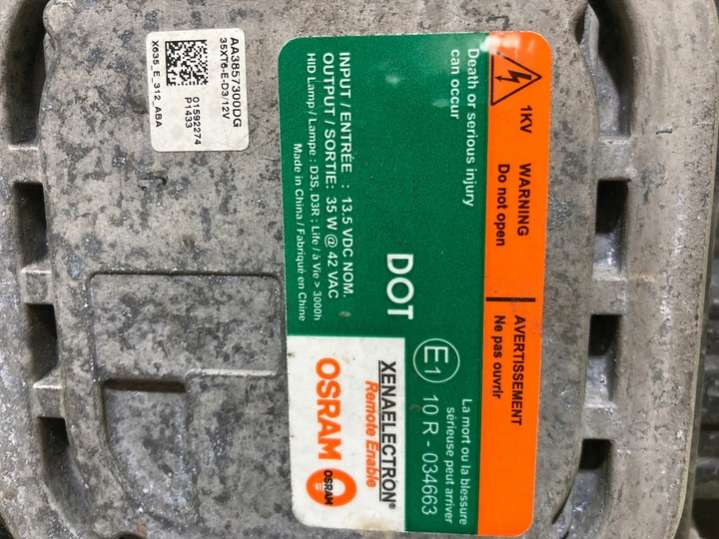 AA3857300DG
35XT6-E-D3/12V
01592274
P1433
X635_E_312_ABA
1KV
WARNING
Do not open
AVERTISSEMENT
Ne pas ouvrir
Death or serious injury
can occur
La mort ou la blessure
sérieuse peut arriver
DOT
E1
10 R - 034663
INPUT / ENTRÉE : 13.5 VDC NOM.
OUTPUT / SORTIE: 35 W @ 42 VAC
HID Lamp / Lampe : D3S, D3R ; Life / à Vie > 3000h
Made in China / Fabriqué en Chine
XENAELECTRON®
Remote Enable
OSRAM
OSRAM